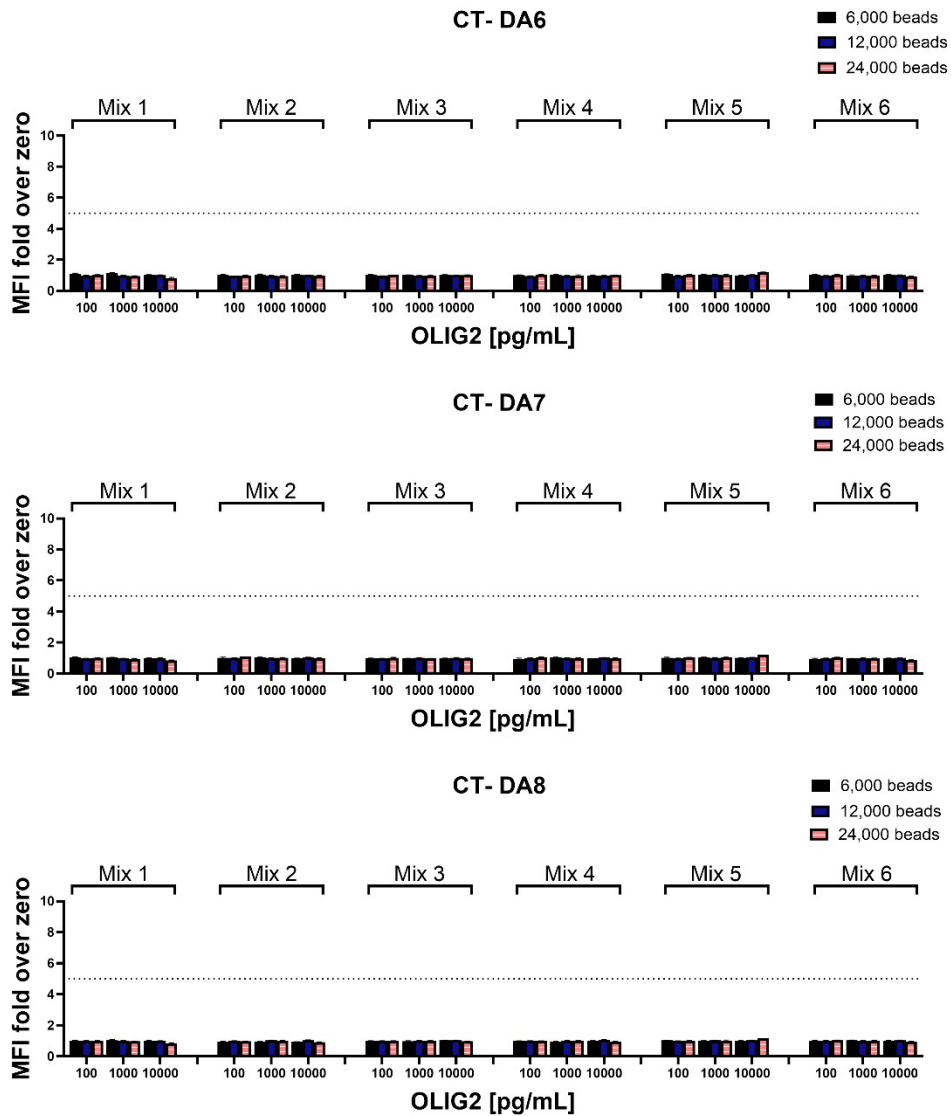 CT- DA6
6,000 beads
12,000 beads
24,000 beads
Mix 1 Mix 2 Mix 3 Mix 4 Mix 5 Mix 6
MFI fold over zero
10
8
6
4
2
0
100 1000 10000 100 1000 10000 100 1000 10000 100 1000 10000 100 1000 10000 100 1000 10000
OLIG2 [pg/mL]
CT- DA7
6,000 beads
12,000 beads
24,000 beads
Mix 1 Mix 2 Mix 3 Mix 4 Mix 5 Mix 6
MFI fold over zero
10
8
6
4
2
0
100 1000 10000 100 1000 10000 100 1000 10000 100 1000 10000 100 1000 10000 100 1000 10000
OLIG2 [pg/mL]
CT- DA8
6,000 beads
12,000 beads
24,000 beads
Mix 1 Mix 2 Mix 3 Mix 4 Mix 5 Mix 6
MFI fold over zero
10
8
6
4
2
0
100 1000 10000 100 1000 10000 100 1000 10000 100 1000 10000 100 1000 10000 100 1000 10000
OLIG2 [pg/mL]